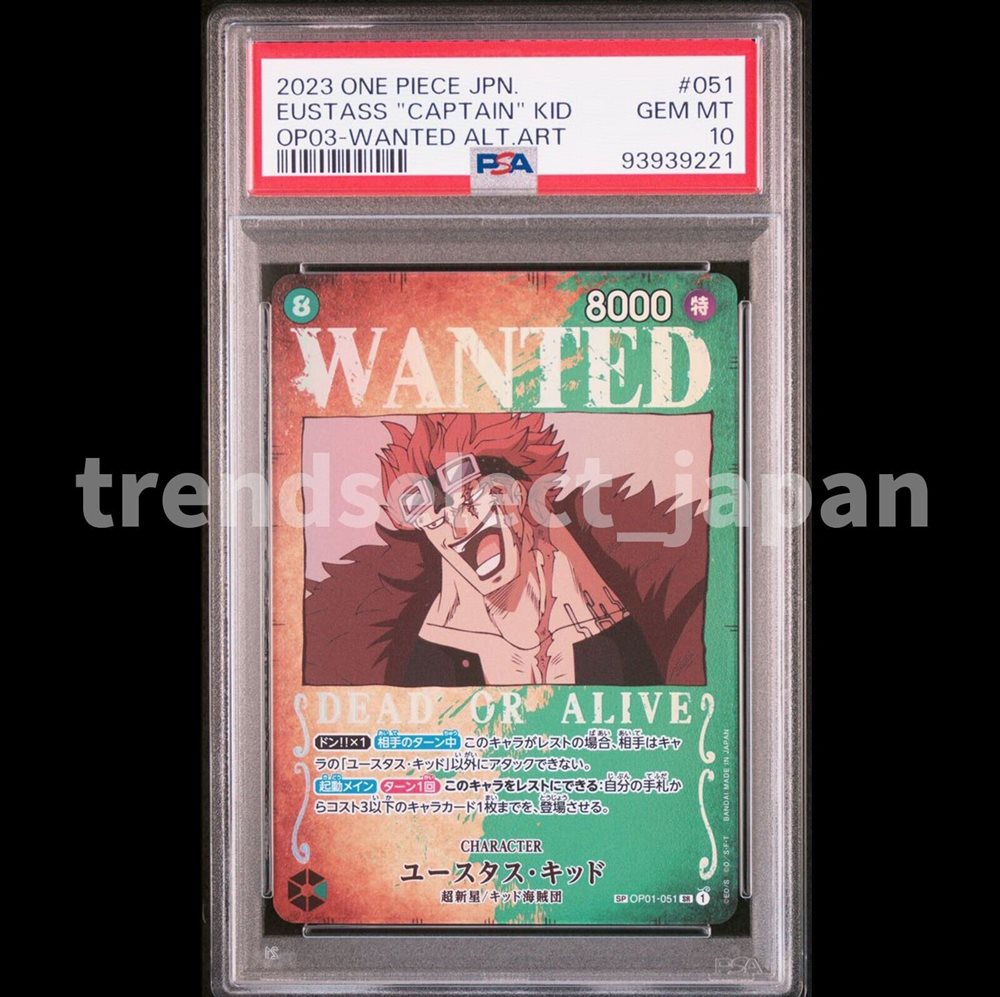 2023 ONE PIECE JPN. #051
EUSTASS "CAPTAIN" KID GEM MT
OP03-WANTED ALT.ART 10
PSA 93939221
8 8000 特
WANTED
trendselect_japan
DEAD OR ALIVE
ドン!!×1 相手のターン中 このキャラがレストの場合、相手はキャ
ラの「ユースタス・キッド」以外にアタックできない。
起動メイン ターン1回 このキャラをレストにできる:自分の手札か
らコスト3以下のキャラカード1枚までを、登場させる。
CHARACTER
ユースタス・キッド
超新星/キッド海賊団
SP OP01-051 SR 1
BANDAI MADE IN JAPAN
PSA